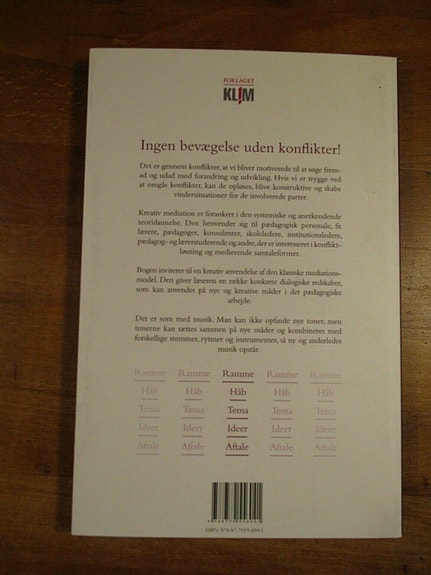 FORLAGET
KLIM
Ingen bevægelse uden konflikter!
Det er gennem konflikter, at vi bliver motiverede til at søge frem-
ad og udad mod forandring og udvikling. Hvis vi er trygge ved
at omgås konflikter, kan de opløses, blive konstruktive og skabe
vindersituationer for de involverede parter.
Kreativ mediation er forankret i den systemiske og anerkendende
teoridannelse. Den henvender sig til pædagogisk personale, fx
lærere, pædagoger, konsulenter, skoleledere, institutionsledere,
pædagog- og lærerstuderende og andre, der er interesseret i konflikt-
løsning og medierende samtaleformer.
Bogen inviterer til en kreativ anvendelse af den klassiske mediations-
model. Den giver læseren en række konkrete dialogiske redskaber,
som kan anvendes på nye og kreative måder i det pædagogiske
arbejde.
Det er som med musik. Man kan ikke opfinde nye toner, men
tonerne kan sættes sammen på nye måder og kombineres med
forskellige stemmer, rytmer og instrumenter, så ny og anderledes
musik opstår.
Ramme Ramme Ramme Ramme Ramme
Håb Håb Håb Håb Håb
Tema Tema Tema Tema Tema
Ideer Ideer Ideer Ideer Ideer
Aftale Aftale Aftale Aftale Aftale